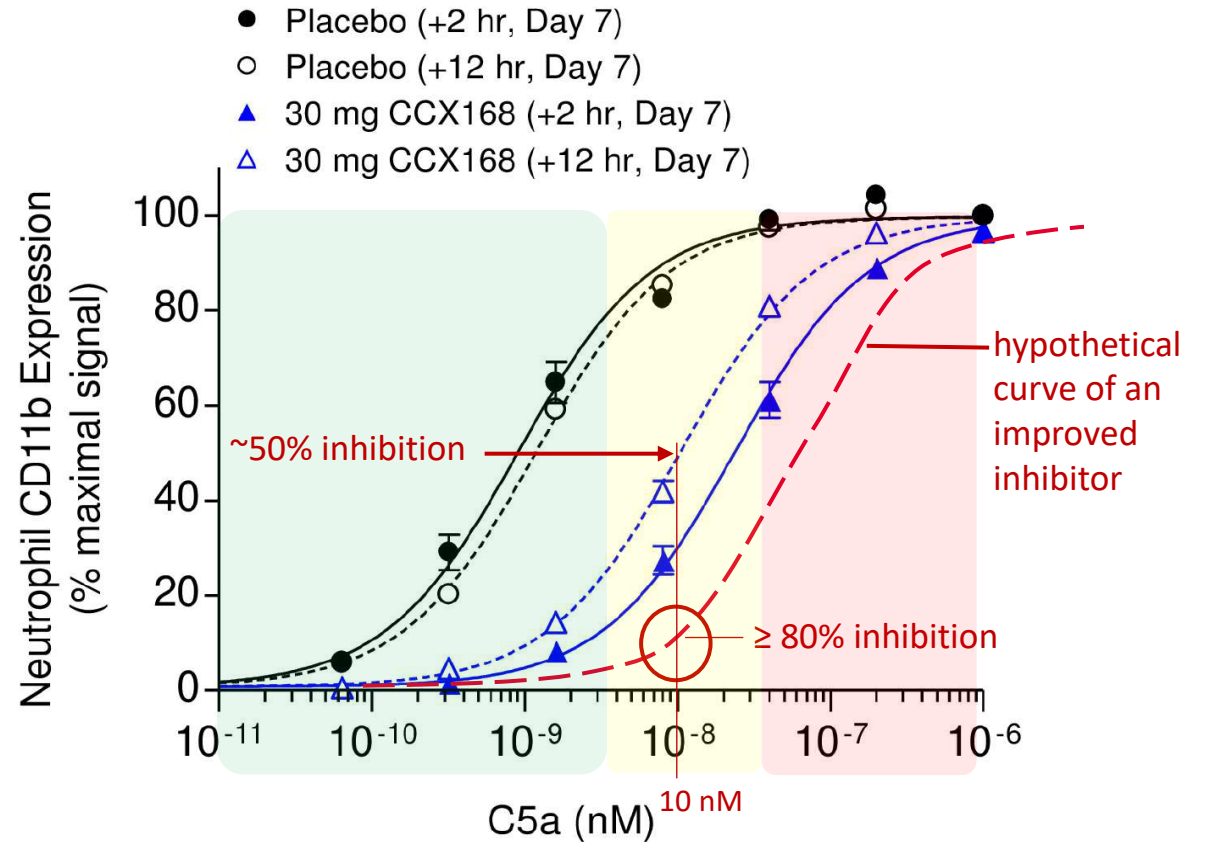 Placebo (+2 hr, Day 7)
Placebo (+12 hr, Day 7)
30 mg CCX168 (+2 hr, Day 7)
30 mg CCX168 (+12 hr, Day 7)
Neutrophil CD11b Expression
(% maximal signal)
100
80
60
40
20
0
~50% inhibition
≥ 80% inhibition
hypothetical
curve of an
improved
inhibitor
10⁻¹¹ 10⁻¹⁰ 10⁻⁹ 10⁻⁸ 10⁻⁷ 10⁻⁶
10 nM
C5a (nM)